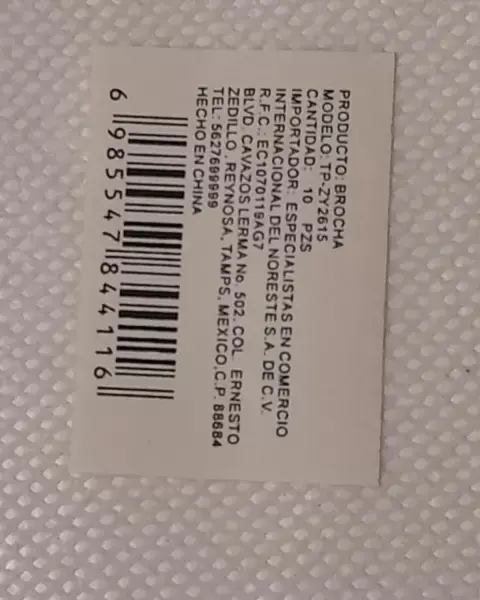 PRODUCTO: BROCHA
MODELO: TP-ZY2615
CANTIDAD: 10 PZS
IMPORTADOR: ESPECIALISTAS EN COMERCIO
INTERNACIONAL DEL NORESTE S.A. DE C.V.
R.F.C.: EC1070119AG7
BLVD. CAVAZOS LERMA No. 502. COL. ERNESTO
ZEDILLO, REYNOSA, TAMPS, MEXICO, C.P. 88684
TEL: 5627699999
HECHO EN CHINA
6 985547 844116